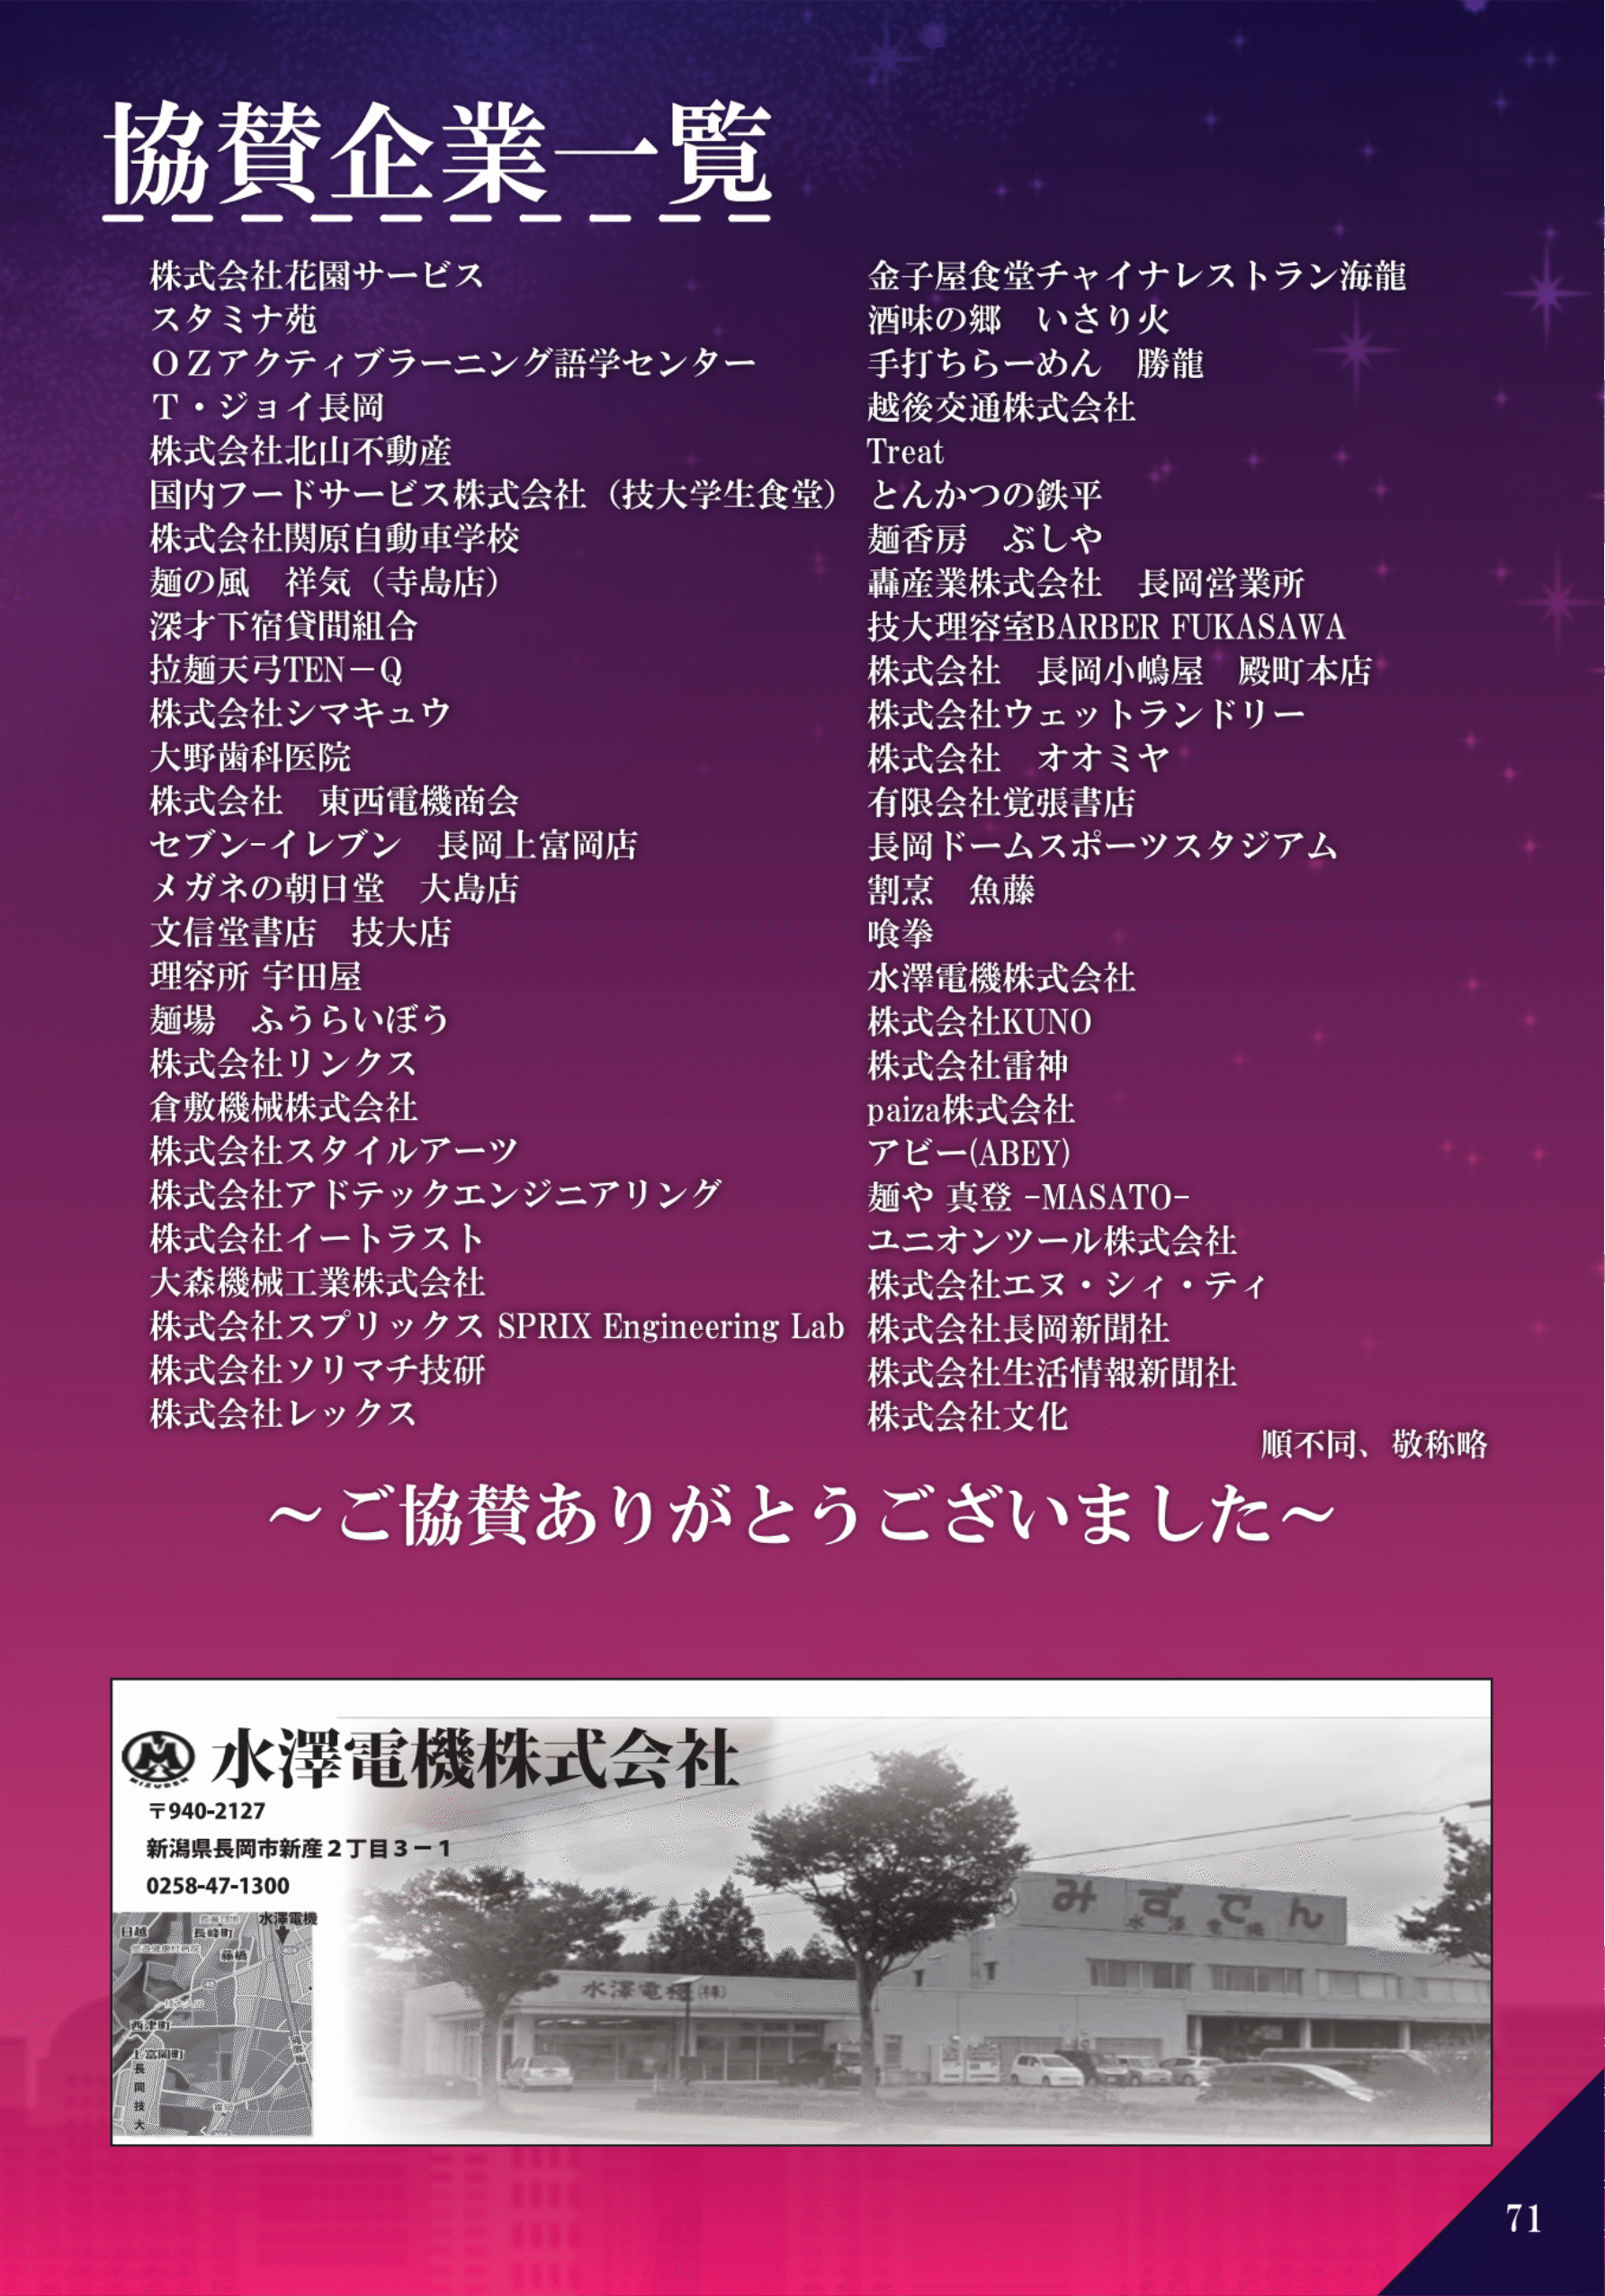 協賛企業一覧
株式会社花園サービス
スタミナ苑
ＯＺアクティブラーニング語学センター
Ｔ・ジョイ長岡
株式会社北山不動産
国内フードサービス株式会社（技大学生食堂）
株式会社関原自動車学校
麺の風　祥気（寺島店）
深才下宿貸間組合
拉麺天弓TEN－Q
株式会社シマキュウ
大野歯科医院
株式会社　東西電機商会
セブン-イレブン　長岡上富岡店
メガネの朝日堂　大島店
文信堂書店　技大店
理容所 宇田屋
麺場　ふうらいぼう
株式会社リンクス
倉敷機械株式会社
株式会社スタイルアーツ
株式会社アドテックエンジニアリング
株式会社イートラスト
大森機械工業株式会社
株式会社スプリックス SPRIX Engineering Lab
株式会社ソリマチ技研
株式会社レックス
金子屋食堂チャイナレストラン海龍
酒味の郷　いさり火
手打ちらーめん　勝龍
越後交通株式会社
Treat
とんかつの鉄平
麺香房　ぶしや
轟産業株式会社　長岡営業所
技大理容室BARBER FUKASAWA
株式会社　長岡小嶋屋　殿町本店
株式会社ウェットランドリー
株式会社　オオミヤ
有限会社覚張書店
長岡ドームスポーツスタジアム
割烹　魚藤
喰拳
水澤電機株式会社
株式会社KUNO
株式会社雷神
paiza株式会社
アビー(ABEY)
麺や 真登 -MASATO-
ユニオンツール株式会社
株式会社エヌ・シィ・ティ
株式会社長岡新聞社
株式会社生活情報新聞社
株式会社文化
順不同、敬称略
～ご協賛ありがとうございました～
MIZUDEN
水澤電機株式会社
〒940-2127
新潟県長岡市新産２丁目３－１
0258-47-1300
水澤電機
日越
長峰町
藤橋
西津町
上富岡町
長岡技大
みずでん
水澤電機
水澤電機(株)
71